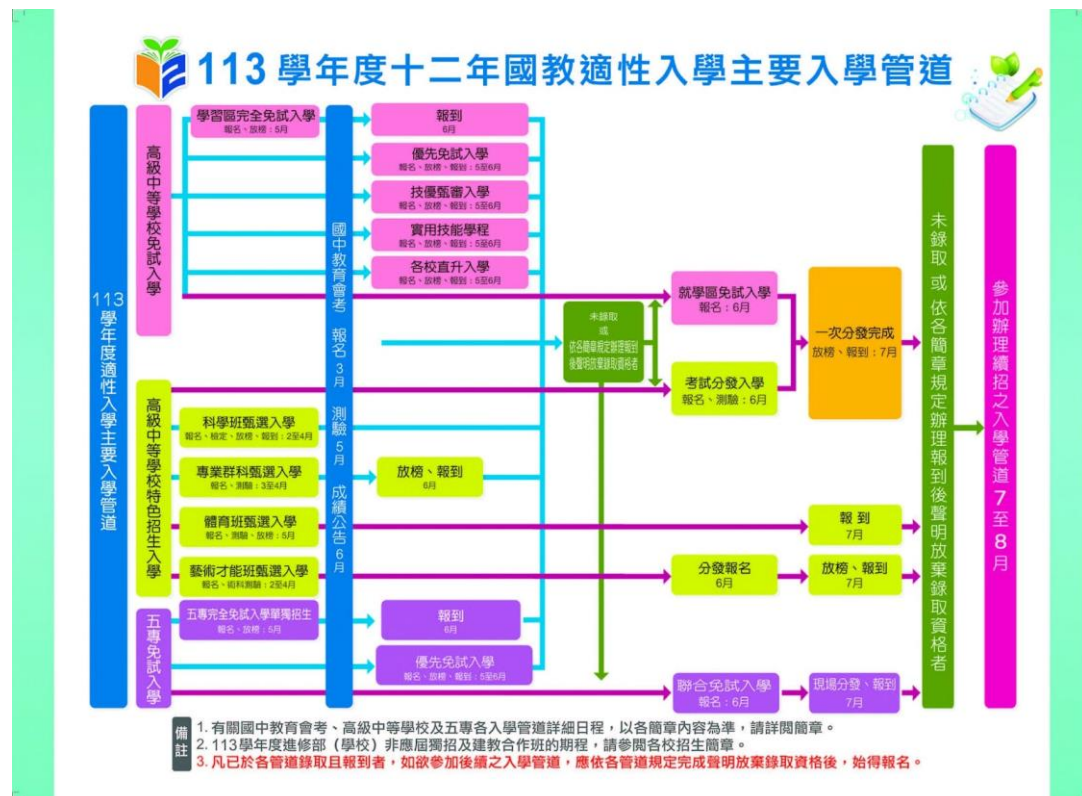 113 學年度十二年國教適性入學主要入學管道
113學年度適性入學主要入學管道
高級中等學校免試入學
學習區完全免試入學
報名、放榜：5月
國中教育會考 報名3月 測驗5月 成績公告6月
報到
6月
優先免試入學
報名、放榜、報到：5至6月
技優甄審入學
報名、放榜、報到：5至6月
實用技能學程
報名、放榜、報到：5至6月
各校直升入學
報名、放榜、報到：5至6月
未錄取
或
依各簡章規定辦理報到
後聲明放棄錄取資格者
就學區免試入學
報名：6月
一次分發完成
放榜、報到：7月
考試分發入學
報名、測驗：6月
高級中等學校特色招生入學
科學班甄選入學
報名、檢定、放榜、報到：2至4月
專業群科甄選入學
報名、測驗：3至4月
放榜、報到
6月
體育班甄選入學
報名、測驗、放榜：5月
報 到
7月
藝術才能班甄選入學
報名、術科測驗：2至4月
分發報名
6月
放榜、報到
7月
五專免試入學
五專完全免試入學單獨招生
報名、放榜：5月
報到
6月
優先免試入學
報名、放榜、報到：5至6月
聯合免試入學
報名：6月
現場分發、報到
7月
未錄取 或 依各簡章規定辦理報到後聲明放棄錄取資格者
參加辦理續招之入學管道7至8月
備註
1. 有關國中教育會考、高級中等學校及五專各入學管道詳細日程，以各簡章內容為準，請詳閱簡章。
2. 113學年度進修部（學校）非應屆獨招及建教合作班的期程，請參閱各校招生簡章。
3. 凡已於各管道錄取且報到者，如欲參加後續之入學管道，應依各管道規定完成聲明放棄錄取資格後，始得報名。